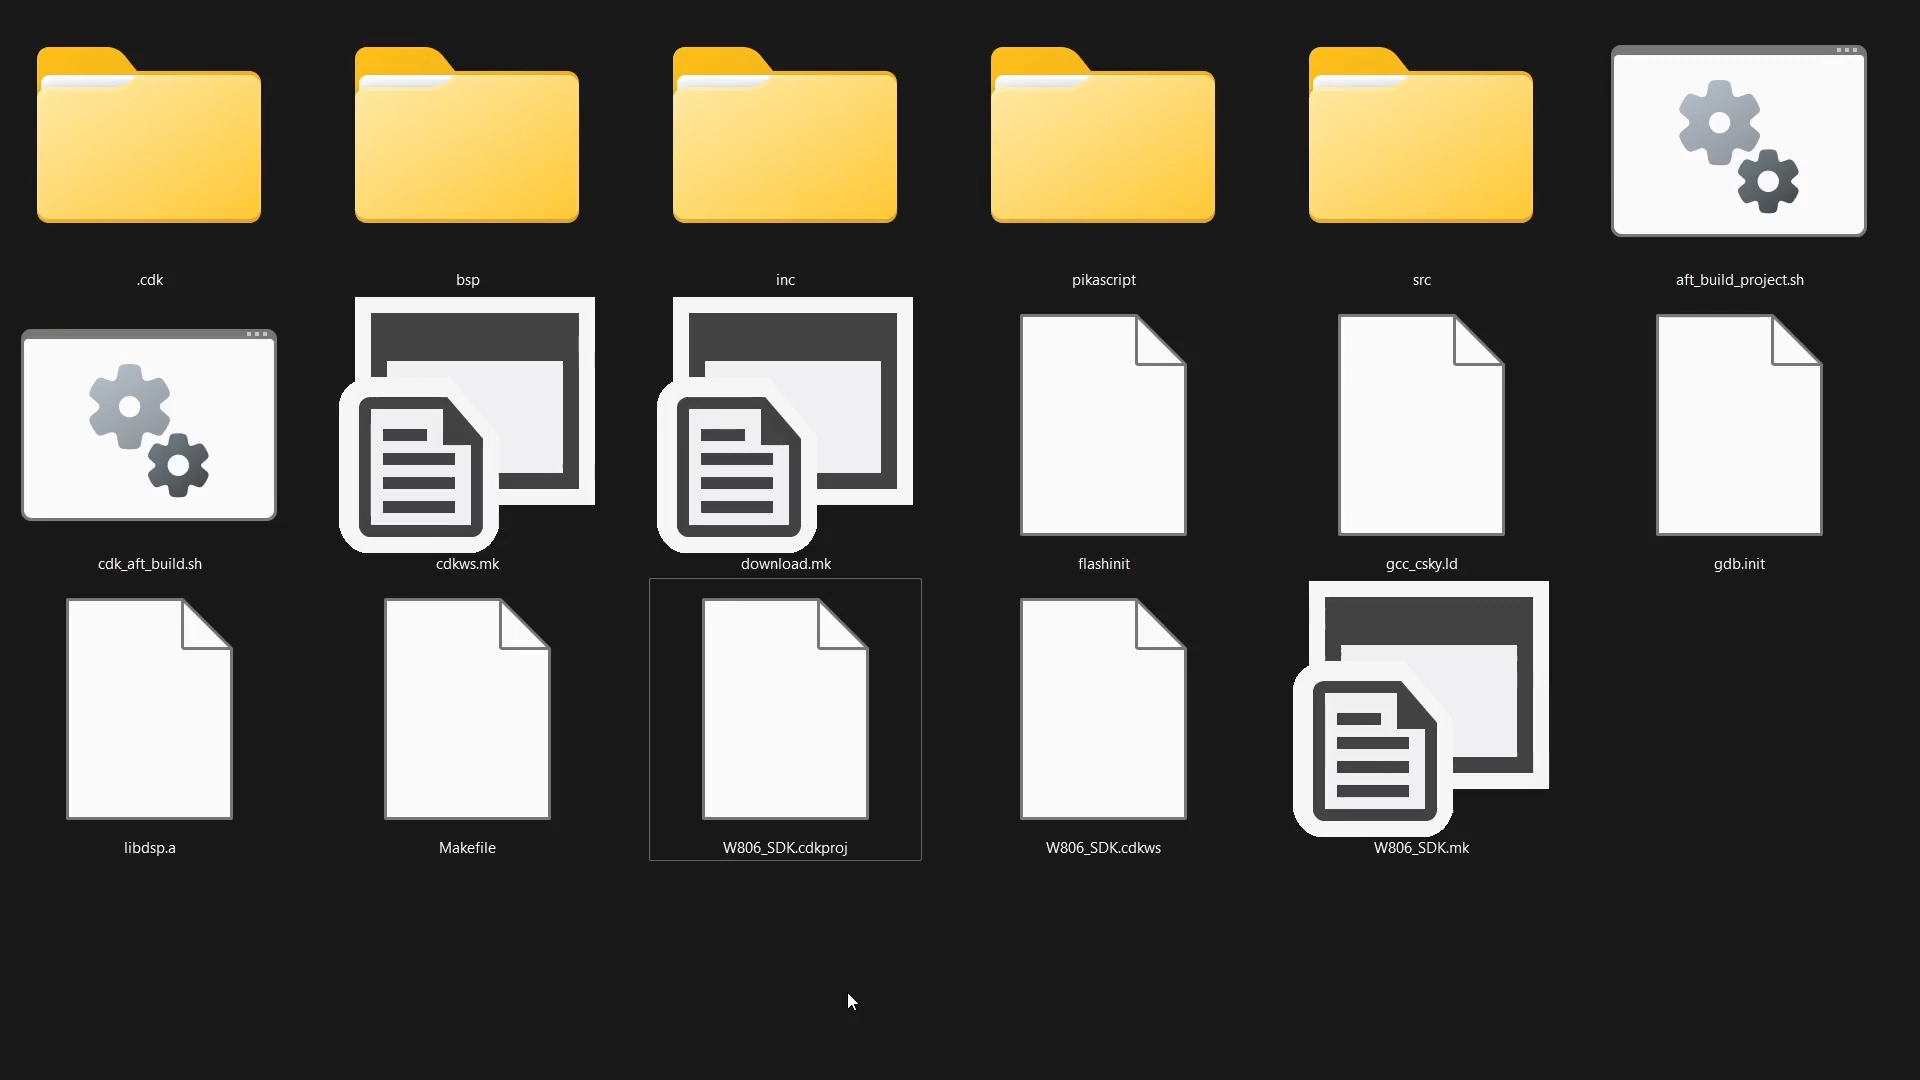 .cdk
bsp
inc
pikascript
src
aft_build_project.sh
cdk_aft_build.sh
cdkws.mk
download.mk
flashinit
gcc_csky.ld
gdb.init
libdsp.a
Makefile
W806_SDK.cdkproj
W806_SDK.cdkws
W806_SDK.mk